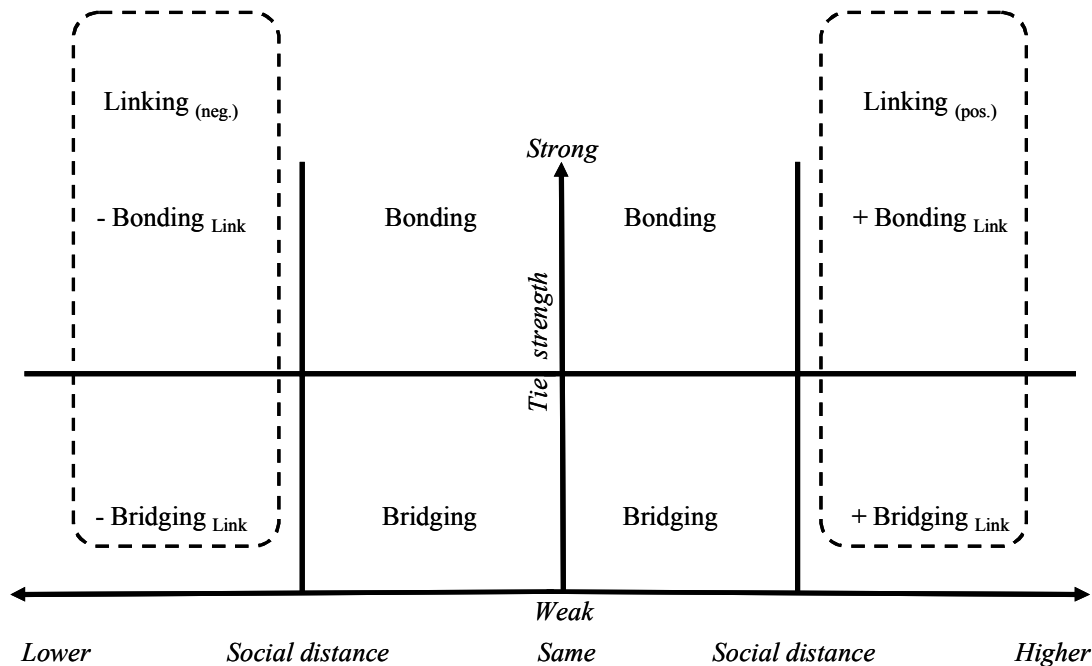 Linking (neg.)
Linking (pos.)
Strong
- Bonding Link
Bonding
Bonding
+ Bonding Link
Tie strength
- Bridging Link
Bridging
Bridging
+ Bridging Link
Weak
Lower
Social distance
Same
Social distance
Higher